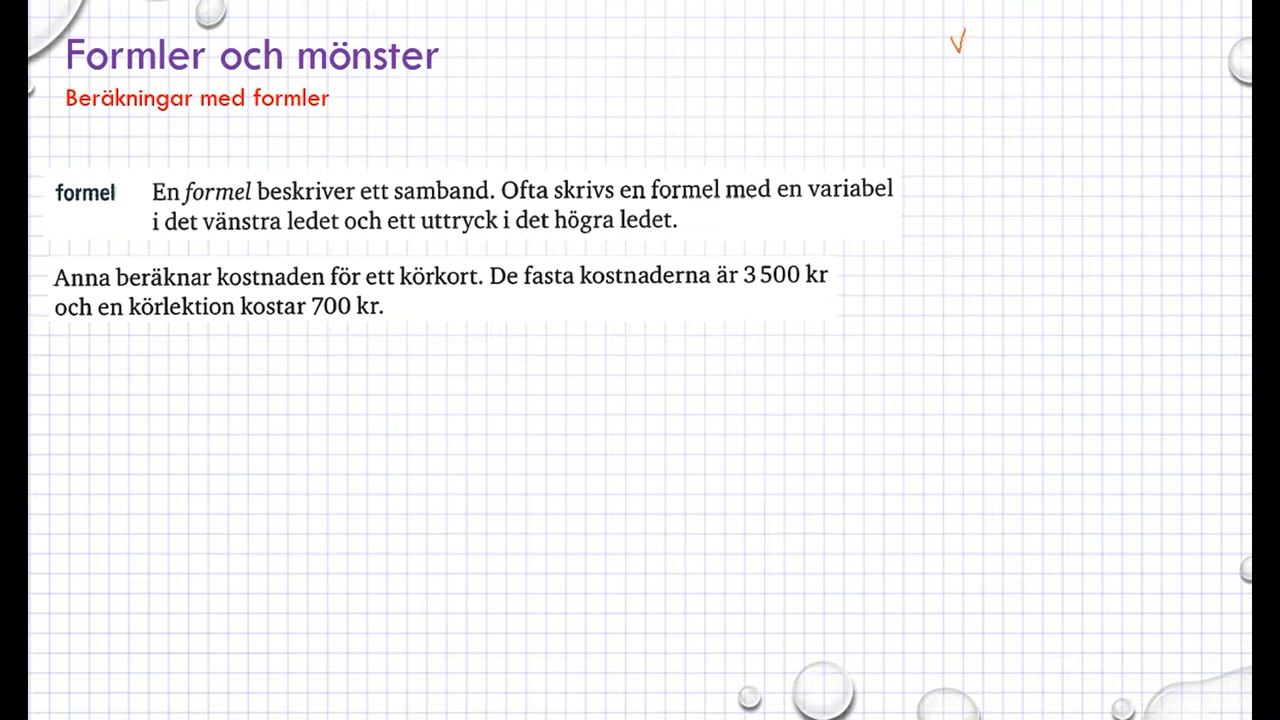 Formler och mönster
Beräkningar med formler
V
formel En formel beskriver ett samband. Ofta skrivs en formel med en variabel
i det vänstra ledet och ett uttryck i det högra ledet.
Anna beräknar kostnaden för ett körkort. De fasta kostnaderna är 3 500 kr
och en körlektion kostar 700 kr.